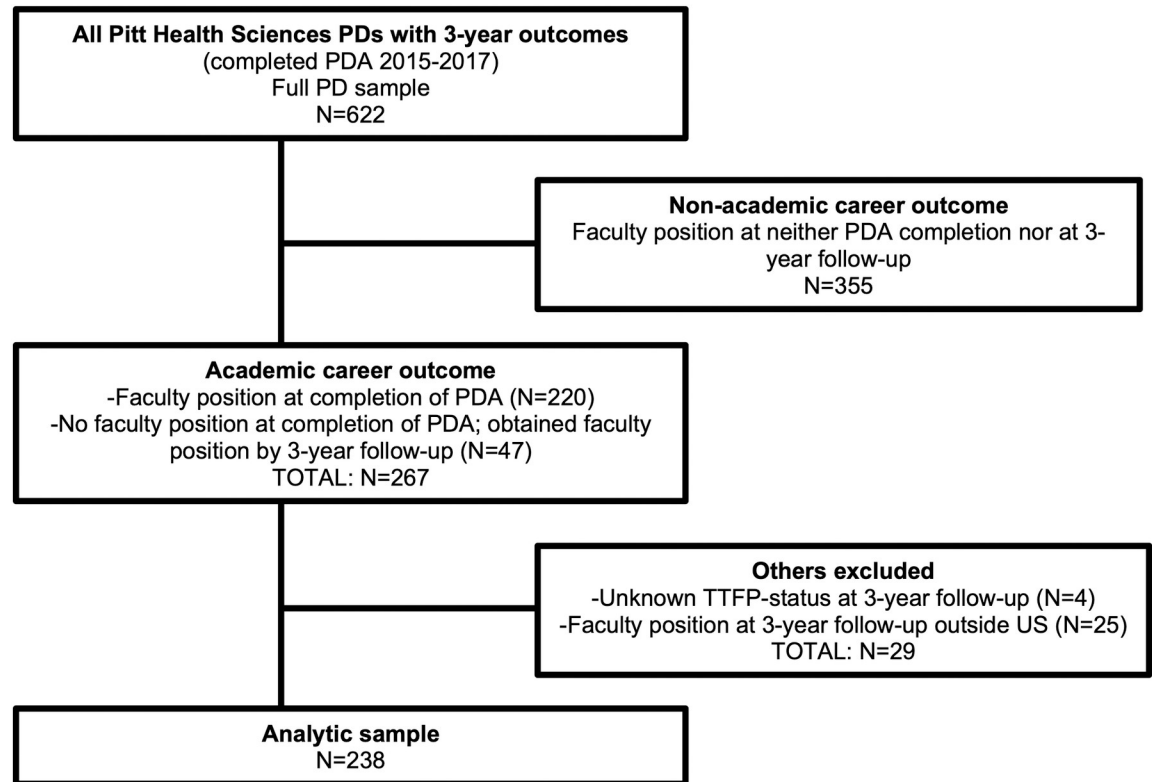 All Pitt Health Sciences PDs with 3-year outcomes
(completed PDA 2015-2017)
Full PD sample
N=622
Non-academic career outcome
Faculty position at neither PDA completion nor at 3-
year follow-up
N=355
Academic career outcome
-Faculty position at completion of PDA (N=220)
-No faculty position at completion of PDA; obtained faculty
position by 3-year follow-up (N=47)
TOTAL: N=267
Others excluded
-Unknown TTFP-status at 3-year follow-up (N=4)
-Faculty position at 3-year follow-up outside US (N=25)
TOTAL: N=29
Analytic sample
N=238